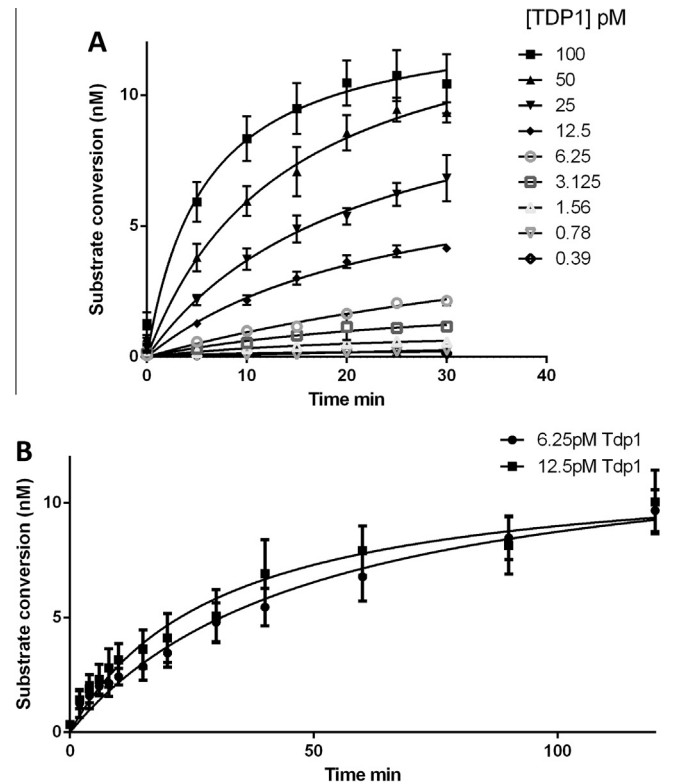 [TDP1] pM
A
100
50
25
12.5
6.25
3.125
1.56
0.78
0.39
Substrate conversion (nM)
10
5
0
0 10 20 30 40
Time min
B
6.25pM Tdp1
12.5pM Tdp1
Substrate conversion (nM)
10
5
0
0 50 100
Time min